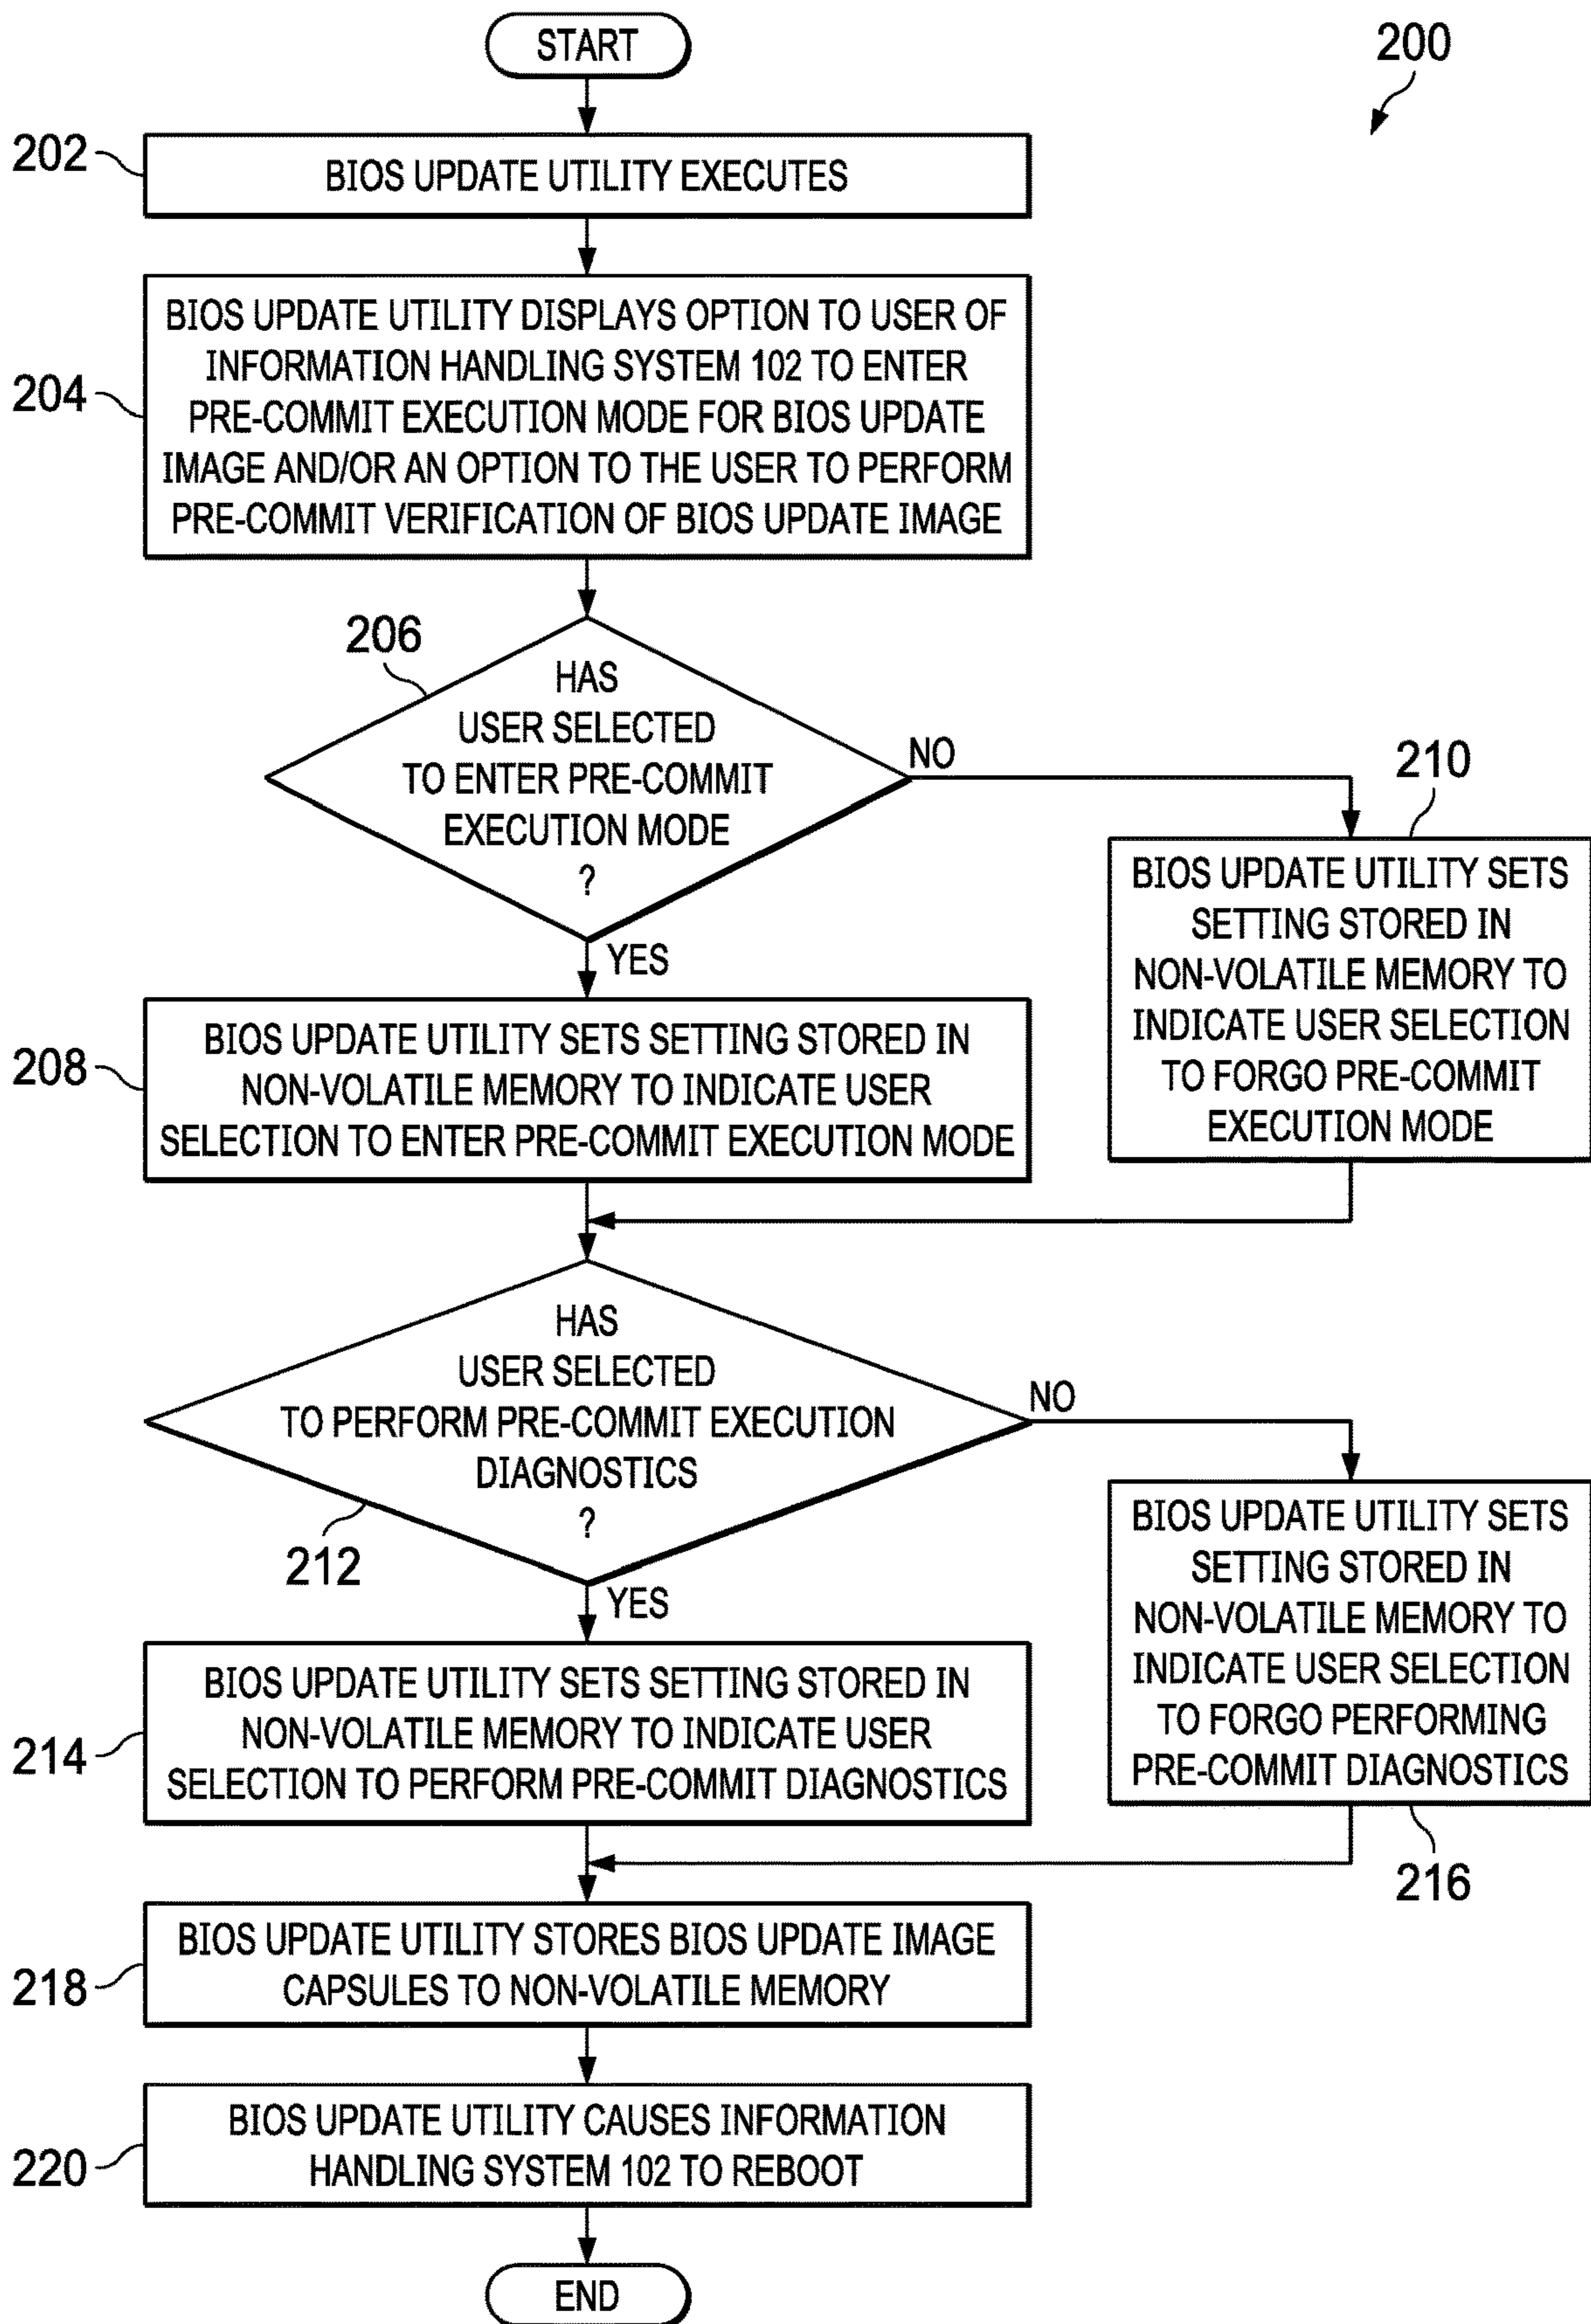 START
200
202
BIOS UPDATE UTILITY EXECUTES
204
BIOS UPDATE UTILITY DISPLAYS OPTION TO USER OF
INFORMATION HANDLING SYSTEM 102 TO ENTER
PRE-COMMIT EXECUTION MODE FOR BIOS UPDATE
IMAGE AND/OR AN OPTION TO THE USER TO PERFORM
PRE-COMMIT VERIFICATION OF BIOS UPDATE IMAGE
206
HAS
USER SELECTED
TO ENTER PRE-COMMIT
EXECUTION MODE
?
NO
YES
210
BIOS UPDATE UTILITY SETS
SETTING STORED IN
NON-VOLATILE MEMORY TO
INDICATE USER SELECTION
TO FORGO PRE-COMMIT
EXECUTION MODE
208
BIOS UPDATE UTILITY SETS SETTING STORED IN
NON-VOLATILE MEMORY TO INDICATE USER
SELECTION TO ENTER PRE-COMMIT EXECUTION MODE
HAS
USER SELECTED
TO PERFORM PRE-COMMIT EXECUTION
DIAGNOSTICS
?
212
NO
YES
BIOS UPDATE UTILITY SETS
SETTING STORED IN
NON-VOLATILE MEMORY TO
INDICATE USER SELECTION
TO FORGO PERFORMING
PRE-COMMIT DIAGNOSTICS
216
214
BIOS UPDATE UTILITY SETS SETTING STORED IN
NON-VOLATILE MEMORY TO INDICATE USER
SELECTION TO PERFORM PRE-COMMIT DIAGNOSTICS
218
BIOS UPDATE UTILITY STORES BIOS UPDATE IMAGE
CAPSULES TO NON-VOLATILE MEMORY
220
BIOS UPDATE UTILITY CAUSES INFORMATION
HANDLING SYSTEM 102 TO REBOOT
END